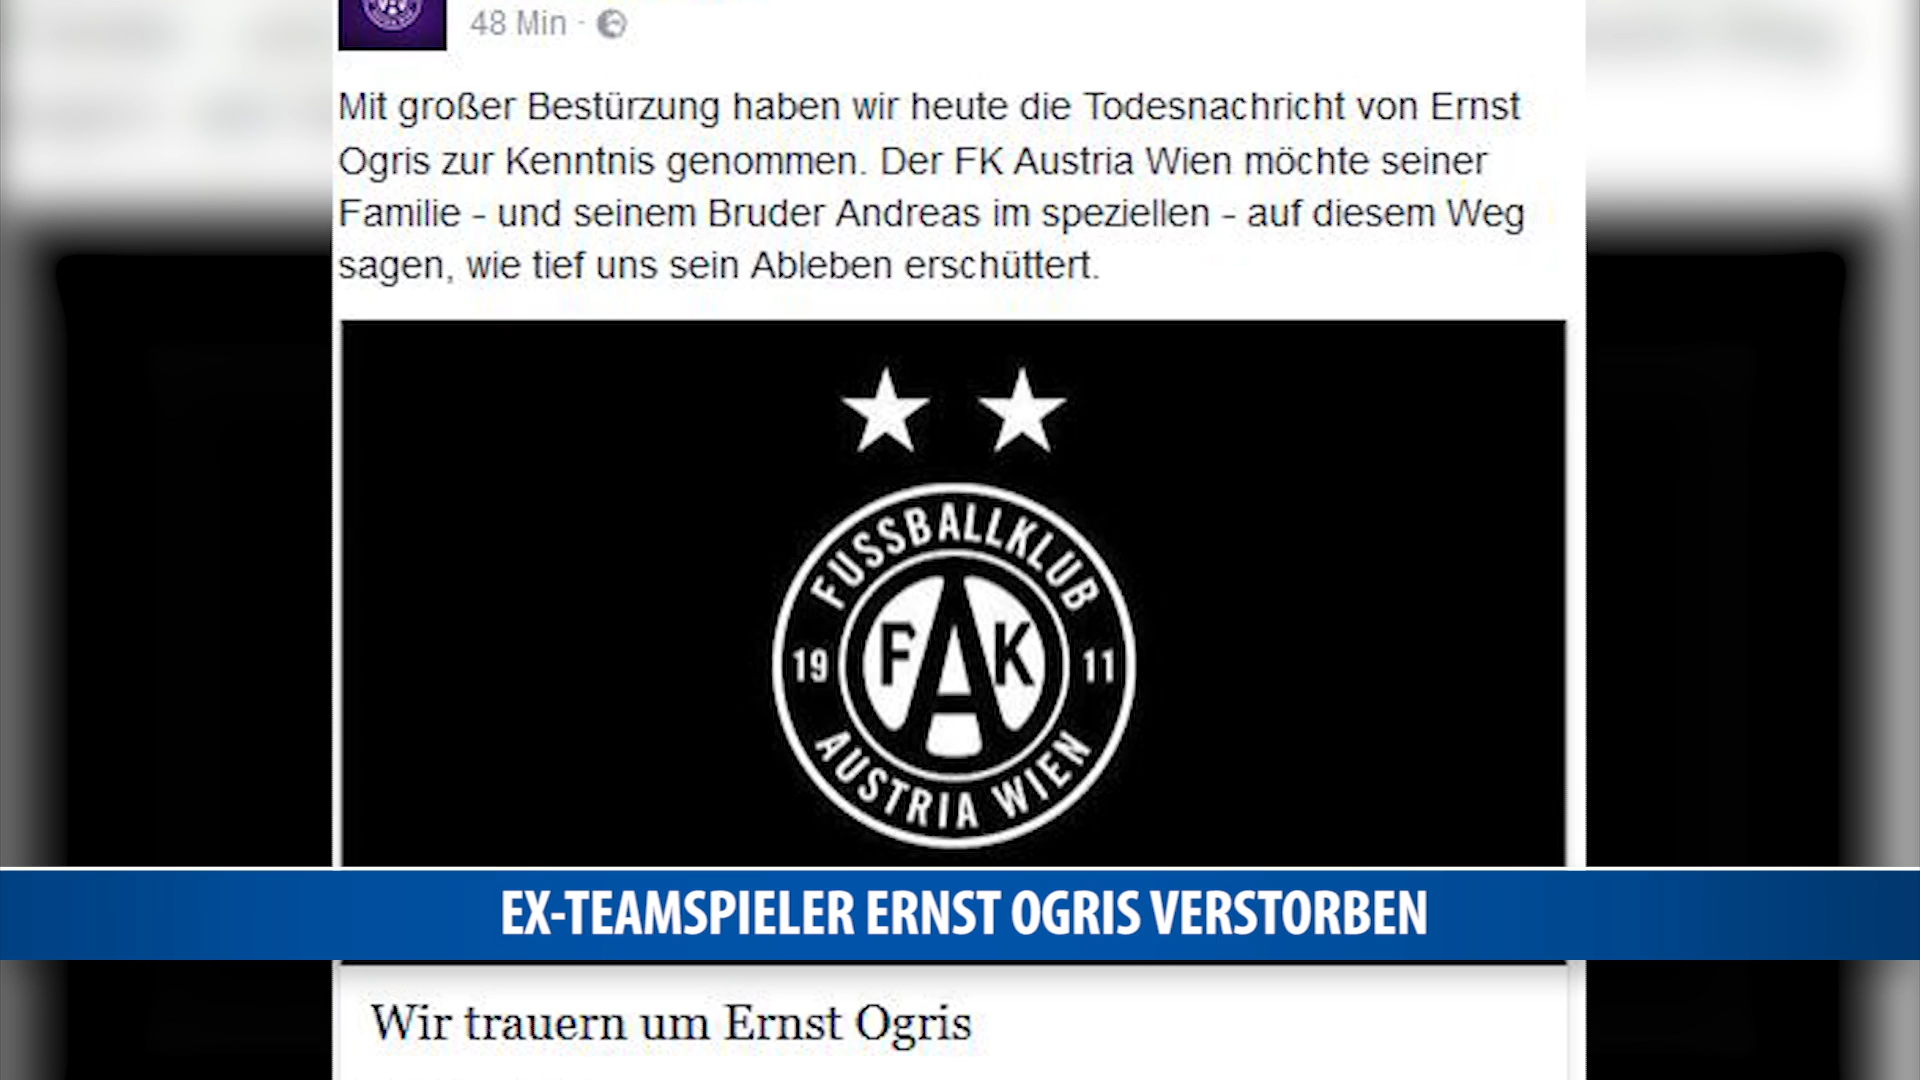 48 Min ·
Mit großer Bestürzung haben wir heute die Todesnachricht von Ernst
Ogris zur Kenntnis genommen. Der FK Austria Wien möchte seiner
Familie - und seinem Bruder Andreas im speziellen - auf diesem Weg
sagen, wie tief uns sein Ableben erschüttert.
FUSSBALLKLUB
19 FAK 11
AUSTRIA WIEN
EX-TEAMSPIELER ERNST OGRIS VERSTORBEN
Wir trauern um Ernst Ogris